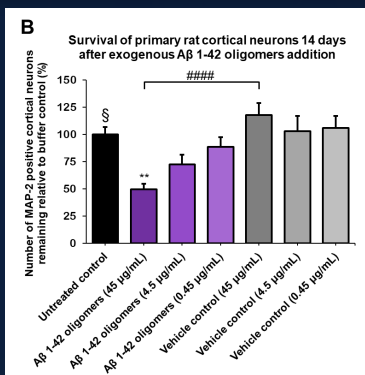 B
Survival of primary rat cortical neurons 14 days
after exogenous Aβ 1-42 oligomers addition
Number of MAP-2 positive cortical neurons
remaining relative to buffer control (%)
150
125
100
75
50
25
0
§
**
####
Untreated control
Aβ 1-42 oligomers (45 µg/mL)
Aβ 1-42 oligomers (4.5 µg/mL)
Aβ 1-42 oligomers (0.45 µg/mL)
Vehicle control (45 µg/mL)
Vehicle control (4.5 µg/mL)
Vehicle control (0.45 µg/mL)